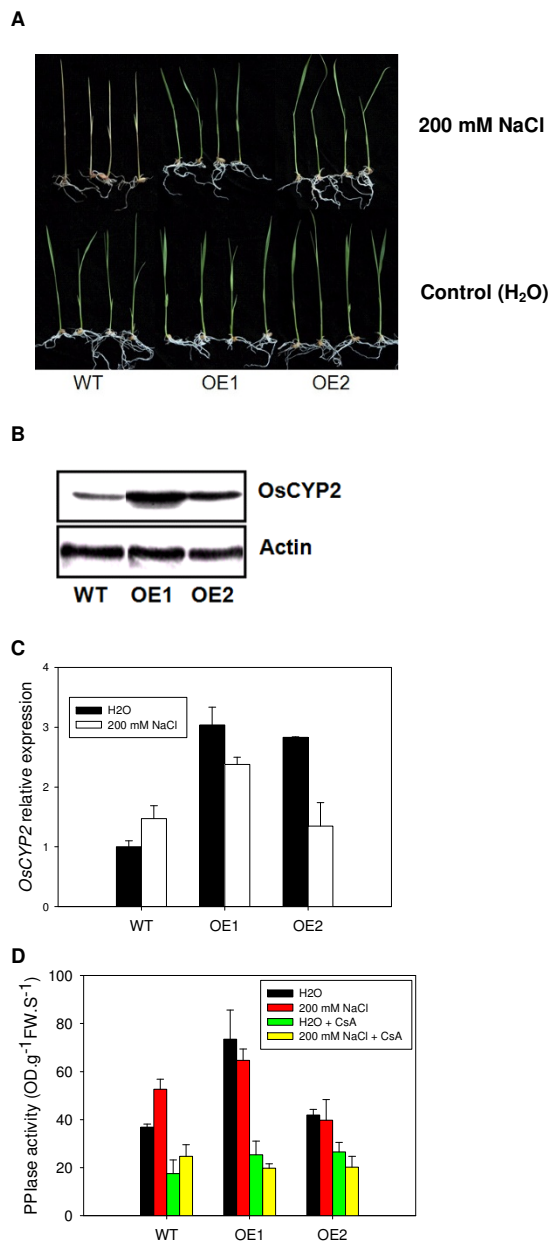 A
200 mM NaCl
Control (H₂O)
WT OE1 OE2
B
OsCYP2
Actin
WT OE1 OE2
C
OsCYP2 relative expression
4
3
2
1
0
H2O
200 mM NaCl
WT OE1 OE2
D
PPIase activity (OD.g⁻¹ FW.S⁻¹)
100
80
60
40
20
0
H2O
200 mM NaCl
H2O + CsA
200 mM NaCl + CsA
WT OE1 OE2